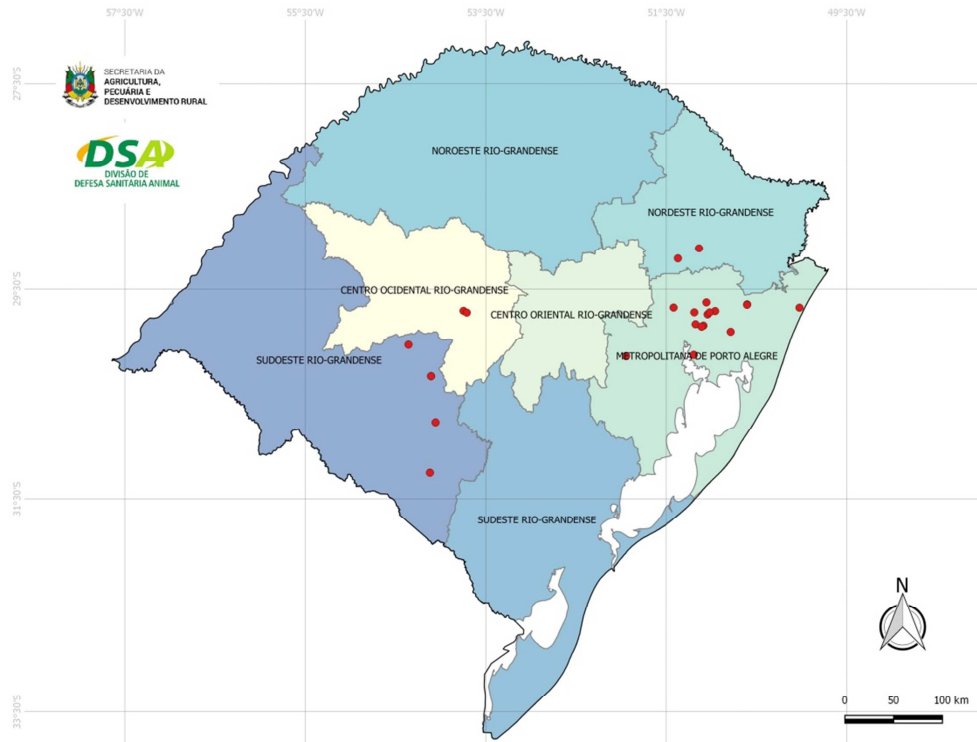 57°30'W
55°30'W
53°30'W
51°30'W
49°30'W
27°30'S
SECRETARIA DA
AGRICULTURA,
PECUÁRIA E
DESENVOLVIMENTO RURAL
DSA
DIVISÃO DE
DEFESA SANITÁRIA ANIMAL
NOROESTE RIO-GRANDENSE
NORDESTE RIO-GRANDENSE
29°30'S
CENTRO OCIDENTAL RIO-GRANDENSE
CENTRO ORIENTAL RIO-GRANDENSE
SUDOESTE RIO-GRANDENSE
METROPOLITANA DE PORTO ALEGRE
31°30'S
SUDESTE RIO-GRANDENSE
N
33°30'S
0 50 100 km